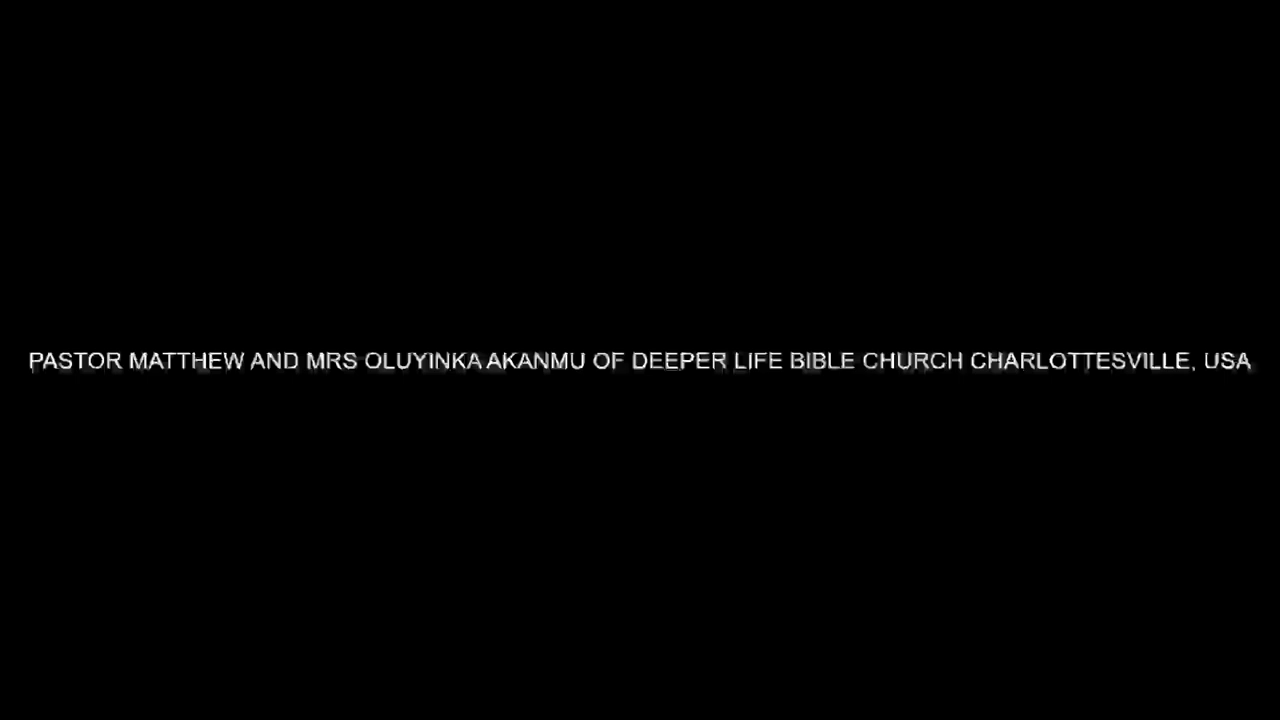 PASTOR MATTHEW AND MRS OLUYINKA AKANMU OF DEEPER LIFE BIBLE CHURCH CHARLOTTESVILLE, USA